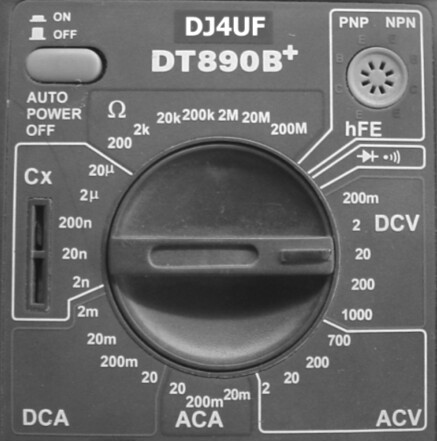 ON
OFF
DJ4UF
DT890B+
PNP NPN
AUTO
POWER
OFF
Ω
200
2k
20k
200k
2M
20M
200M
hFE
Cx
20µ
2µ
200n
20n
2n
DCV
200m
2
20
200
1000
DCA
2m
20m
200m
20
ACA
20
200m
20m
ACV
2
20
200
700